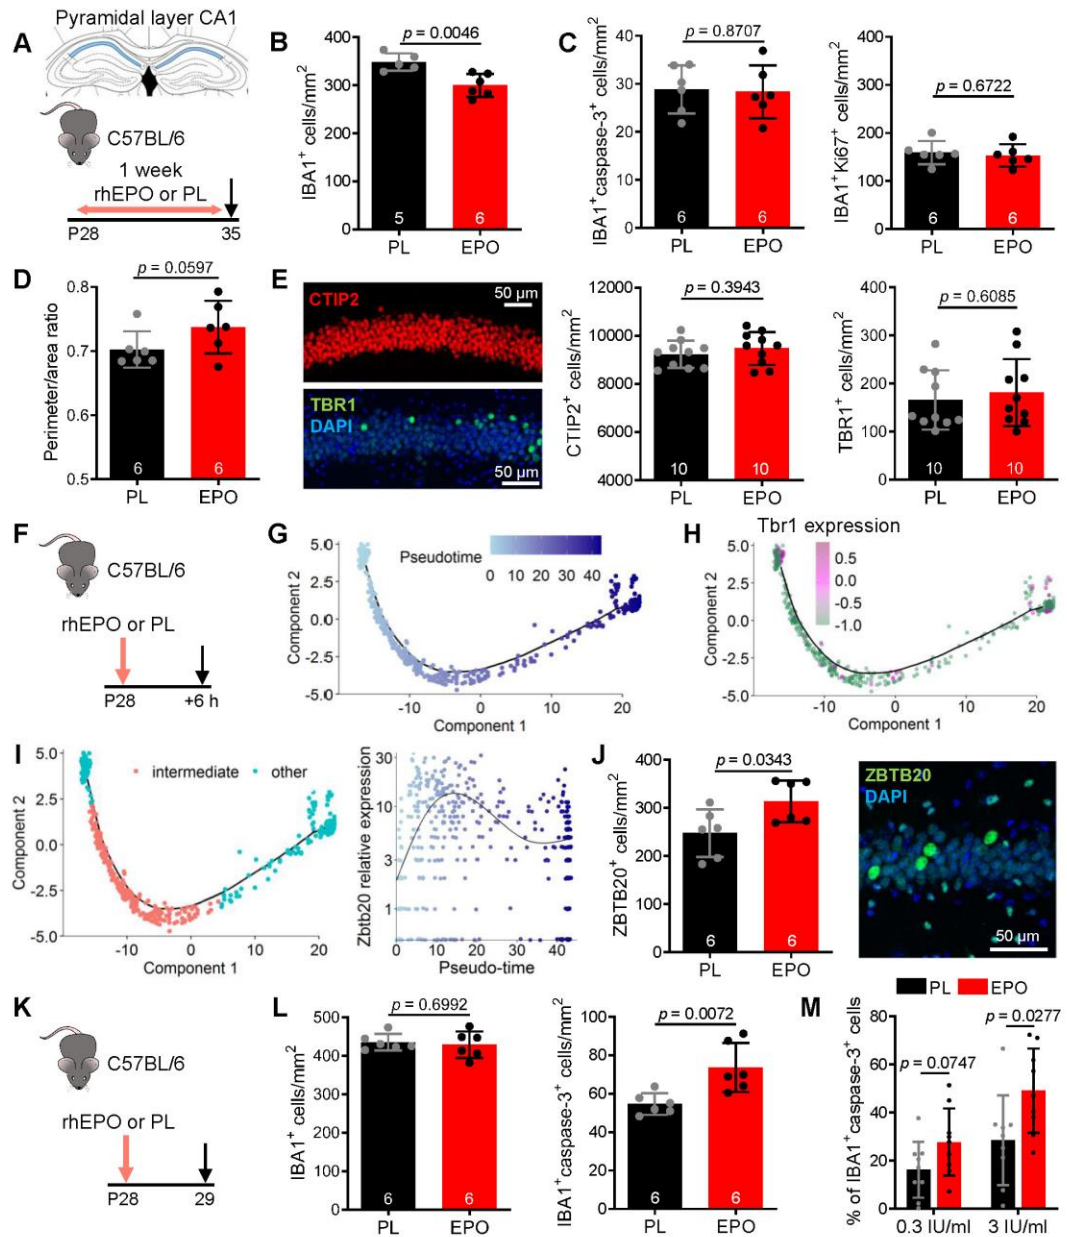 A
Pyramidal layer CA1
C57BL/6
1 week
rhEPO or PL
P28
35
B
p = 0.0046
IBA1+ cells/mm2
400
300
200
100
0
5
6
PL
EPO
C
p = 0.8707
IBA1+caspase-3+ cells/mm2
40
30
20
10
0
6
6
PL
EPO
p = 0.6722
IBA1+Ki67+ cells/mm2
400
300
200
100
0
6
6
PL
EPO
D
p = 0.0597
Perimeter/area ratio
0.8
0.7
0.6
0.5
6
6
PL
EPO
E
CTIP2
50 µm
TBR1
DAPI
50 µm
p = 0.3943
CTIP2+ cells/mm2
12000
10000
8000
6000
4000
10
10
PL
EPO
p = 0.6085
TBR1+ cells/mm2
400
300
200
100
0
10
10
PL
EPO
F
C57BL/6
rhEPO or PL
P28
+6 h
G
Pseudotime
0 10 20 30 40
Component 2
5.0
2.5
0.0
-2.5
-5.0
-10 0 10 20
Component 1
H
Tbr1 expression
0.5
0.0
-0.5
-1.0
Component 2
5.0
2.5
0.0
-2.5
-5.0
-10 0 10 20
Component 1
I
intermediate
other
Component 2
5.0
2.5
0.0
-2.5
-5.0
-10 0 10 20
Component 1
Zbtb20 relative expression
30
10
3
1
0 10 20 30 40
Pseudo-time
J
p = 0.0343
ZBTB20+ cells/mm2
400
300
200
100
0
6
6
PL
EPO
ZBTB20
DAPI
50 µm
K
C57BL/6
rhEPO or PL
P28
29
L
p = 0.6992
IBA1+ cells/mm2
500
400
300
200
100
0
6
6
PL
EPO
p = 0.0072
IBA1+caspase-3+ cells/mm2
100
80
60
40
20
0
6
6
PL
EPO
M
PL
EPO
p = 0.0277
p = 0.0747
% of IBA1+caspase-3+ cells
80
60
40
20
0
0.3 IU/ml
3 IU/ml